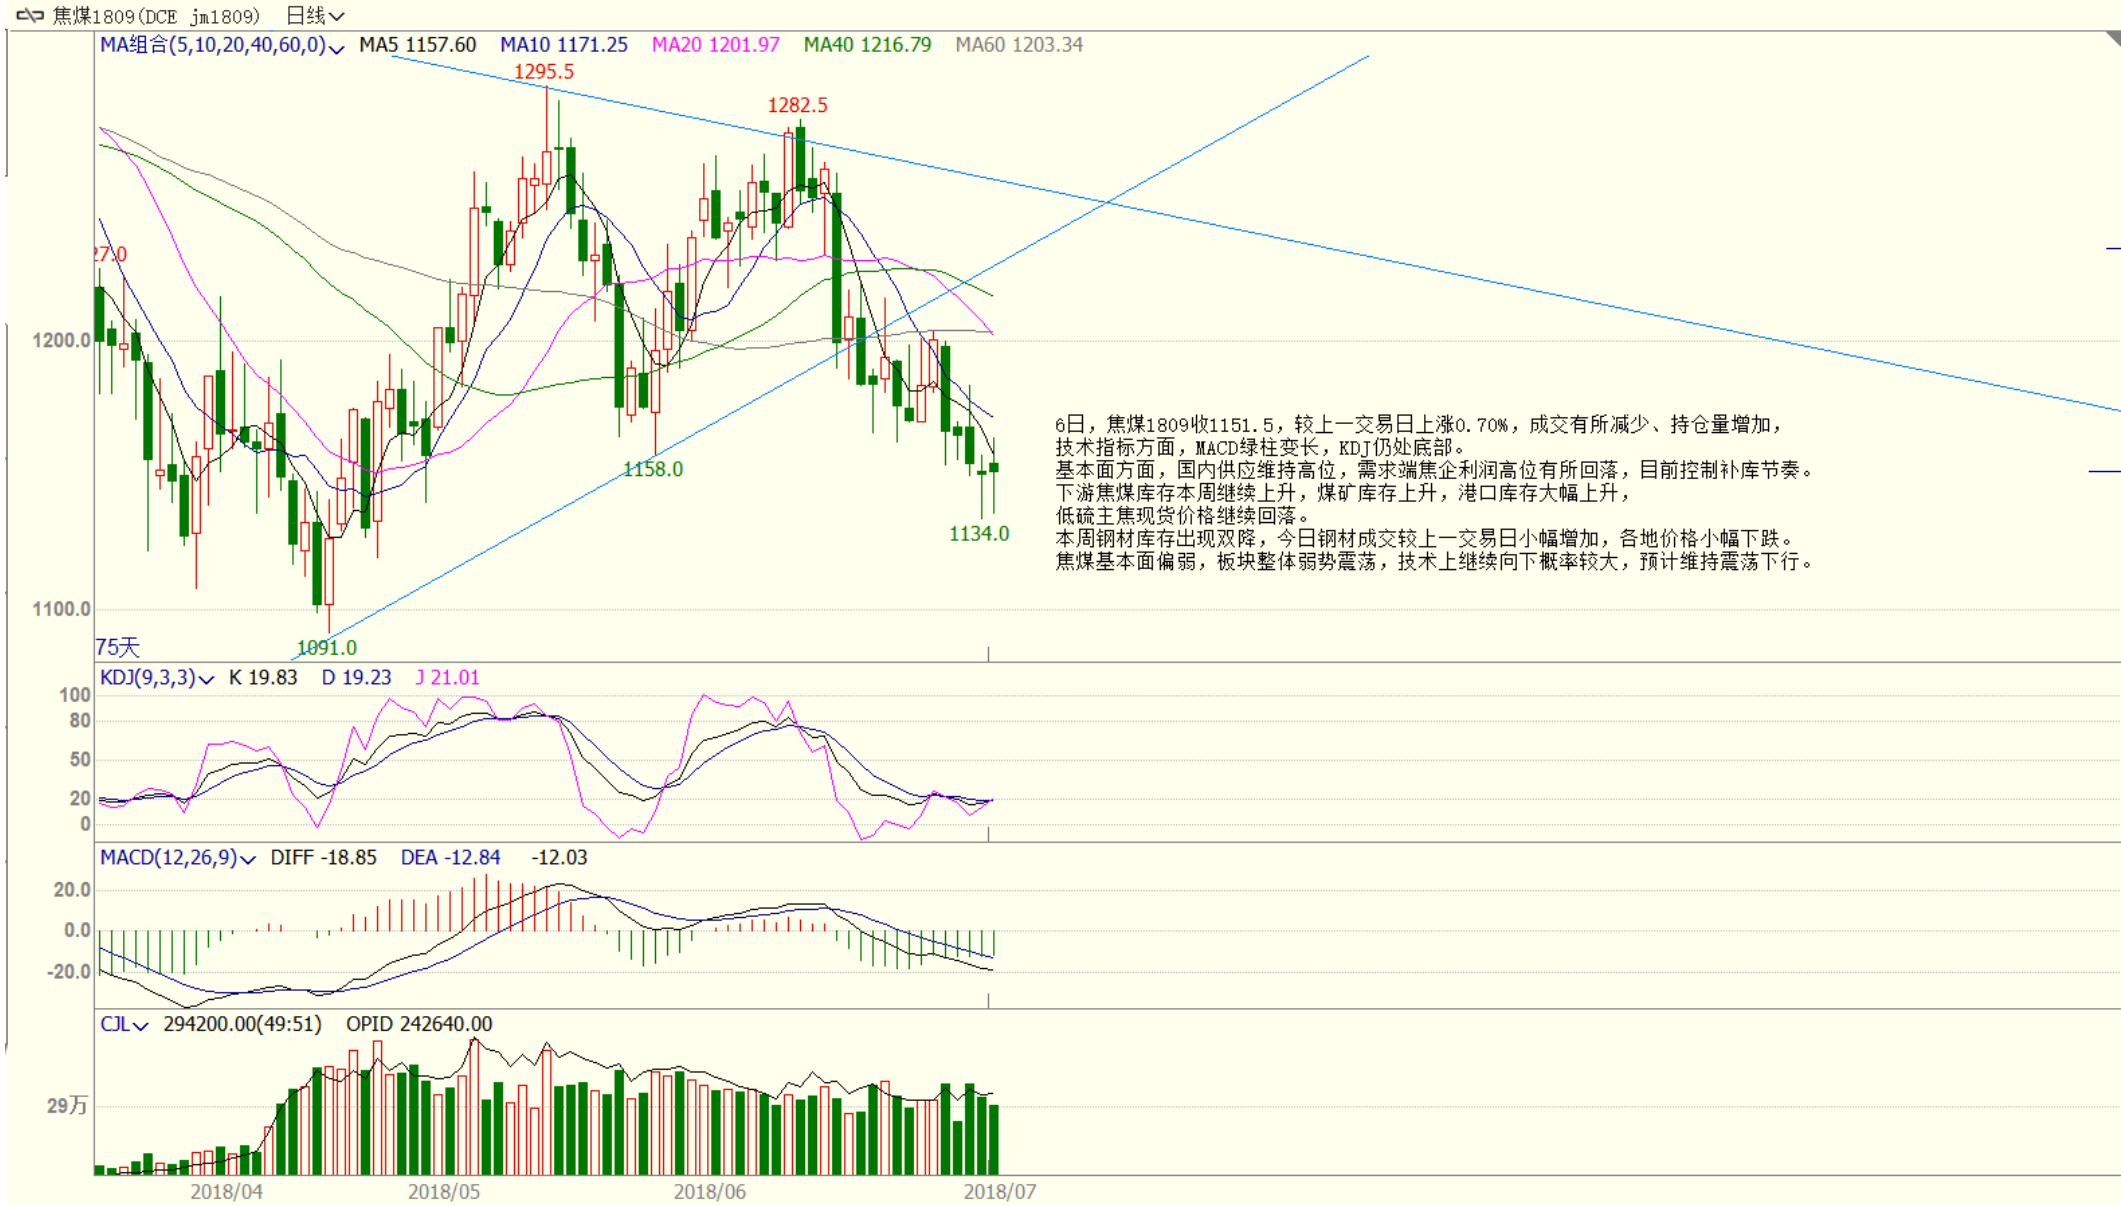 焦煤1809(DCE jm1809) 日线
MA组合(5,10,20,40,60,0) MA5 1157.60 MA10 1171.25 MA20 1201.97 MA40 1216.79 MA60 1203.34
1295.5
1282.5
27.0
1200.0
6日，焦煤1809收1151.5，较上一交易日上涨0.70%，成交有所减少、持仓量增加，
技术指标方面，MACD绿柱变长，KDJ仍处底部。
基本面方面，国内供应维持高位，需求端焦企利润高位有所回落，目前控制补库节奏。
下游焦煤库存本周继续上升，煤矿库存上升，港口库存大幅上升，
低硫主焦现货价格继续回落。
本周钢材库存出现双降，今日钢材成交较上一交易日小幅增加，各地价格小幅下跌。
焦煤基本面偏弱，板块整体弱势震荡，技术上继续向下概率较大，预计维持震荡下行。
1158.0
1134.0
1100.0
1091.0
75天
KDJ(9,3,3) K 19.83 D 19.23 J 21.01
100
80
50
20
0
MACD(12,26,9) DIFF -18.85 DEA -12.84 -12.03
20.0
0.0
-20.0
CJL 294200.00(49:51) OPID 242640.00
29万
2018/04 2018/05 2018/06 2018/07